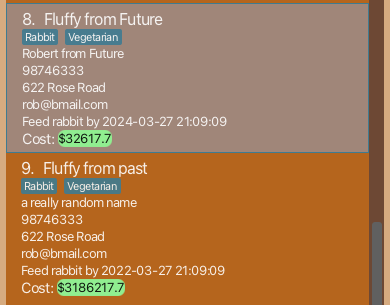 8. Fluffy from Future
Rabbit Vegetarian
Robert from Future
98746333
622 Rose Road
rob@bmail.com
Feed rabbit by 2024-03-27 21:09:09
Cost: $32617.7
9. Fluffy from past
Rabbit Vegetarian
a really random name
98746333
622 Rose Road
rob@bmail.com
Feed rabbit by 2022-03-27 21:09:09
Cost: $3186217.7